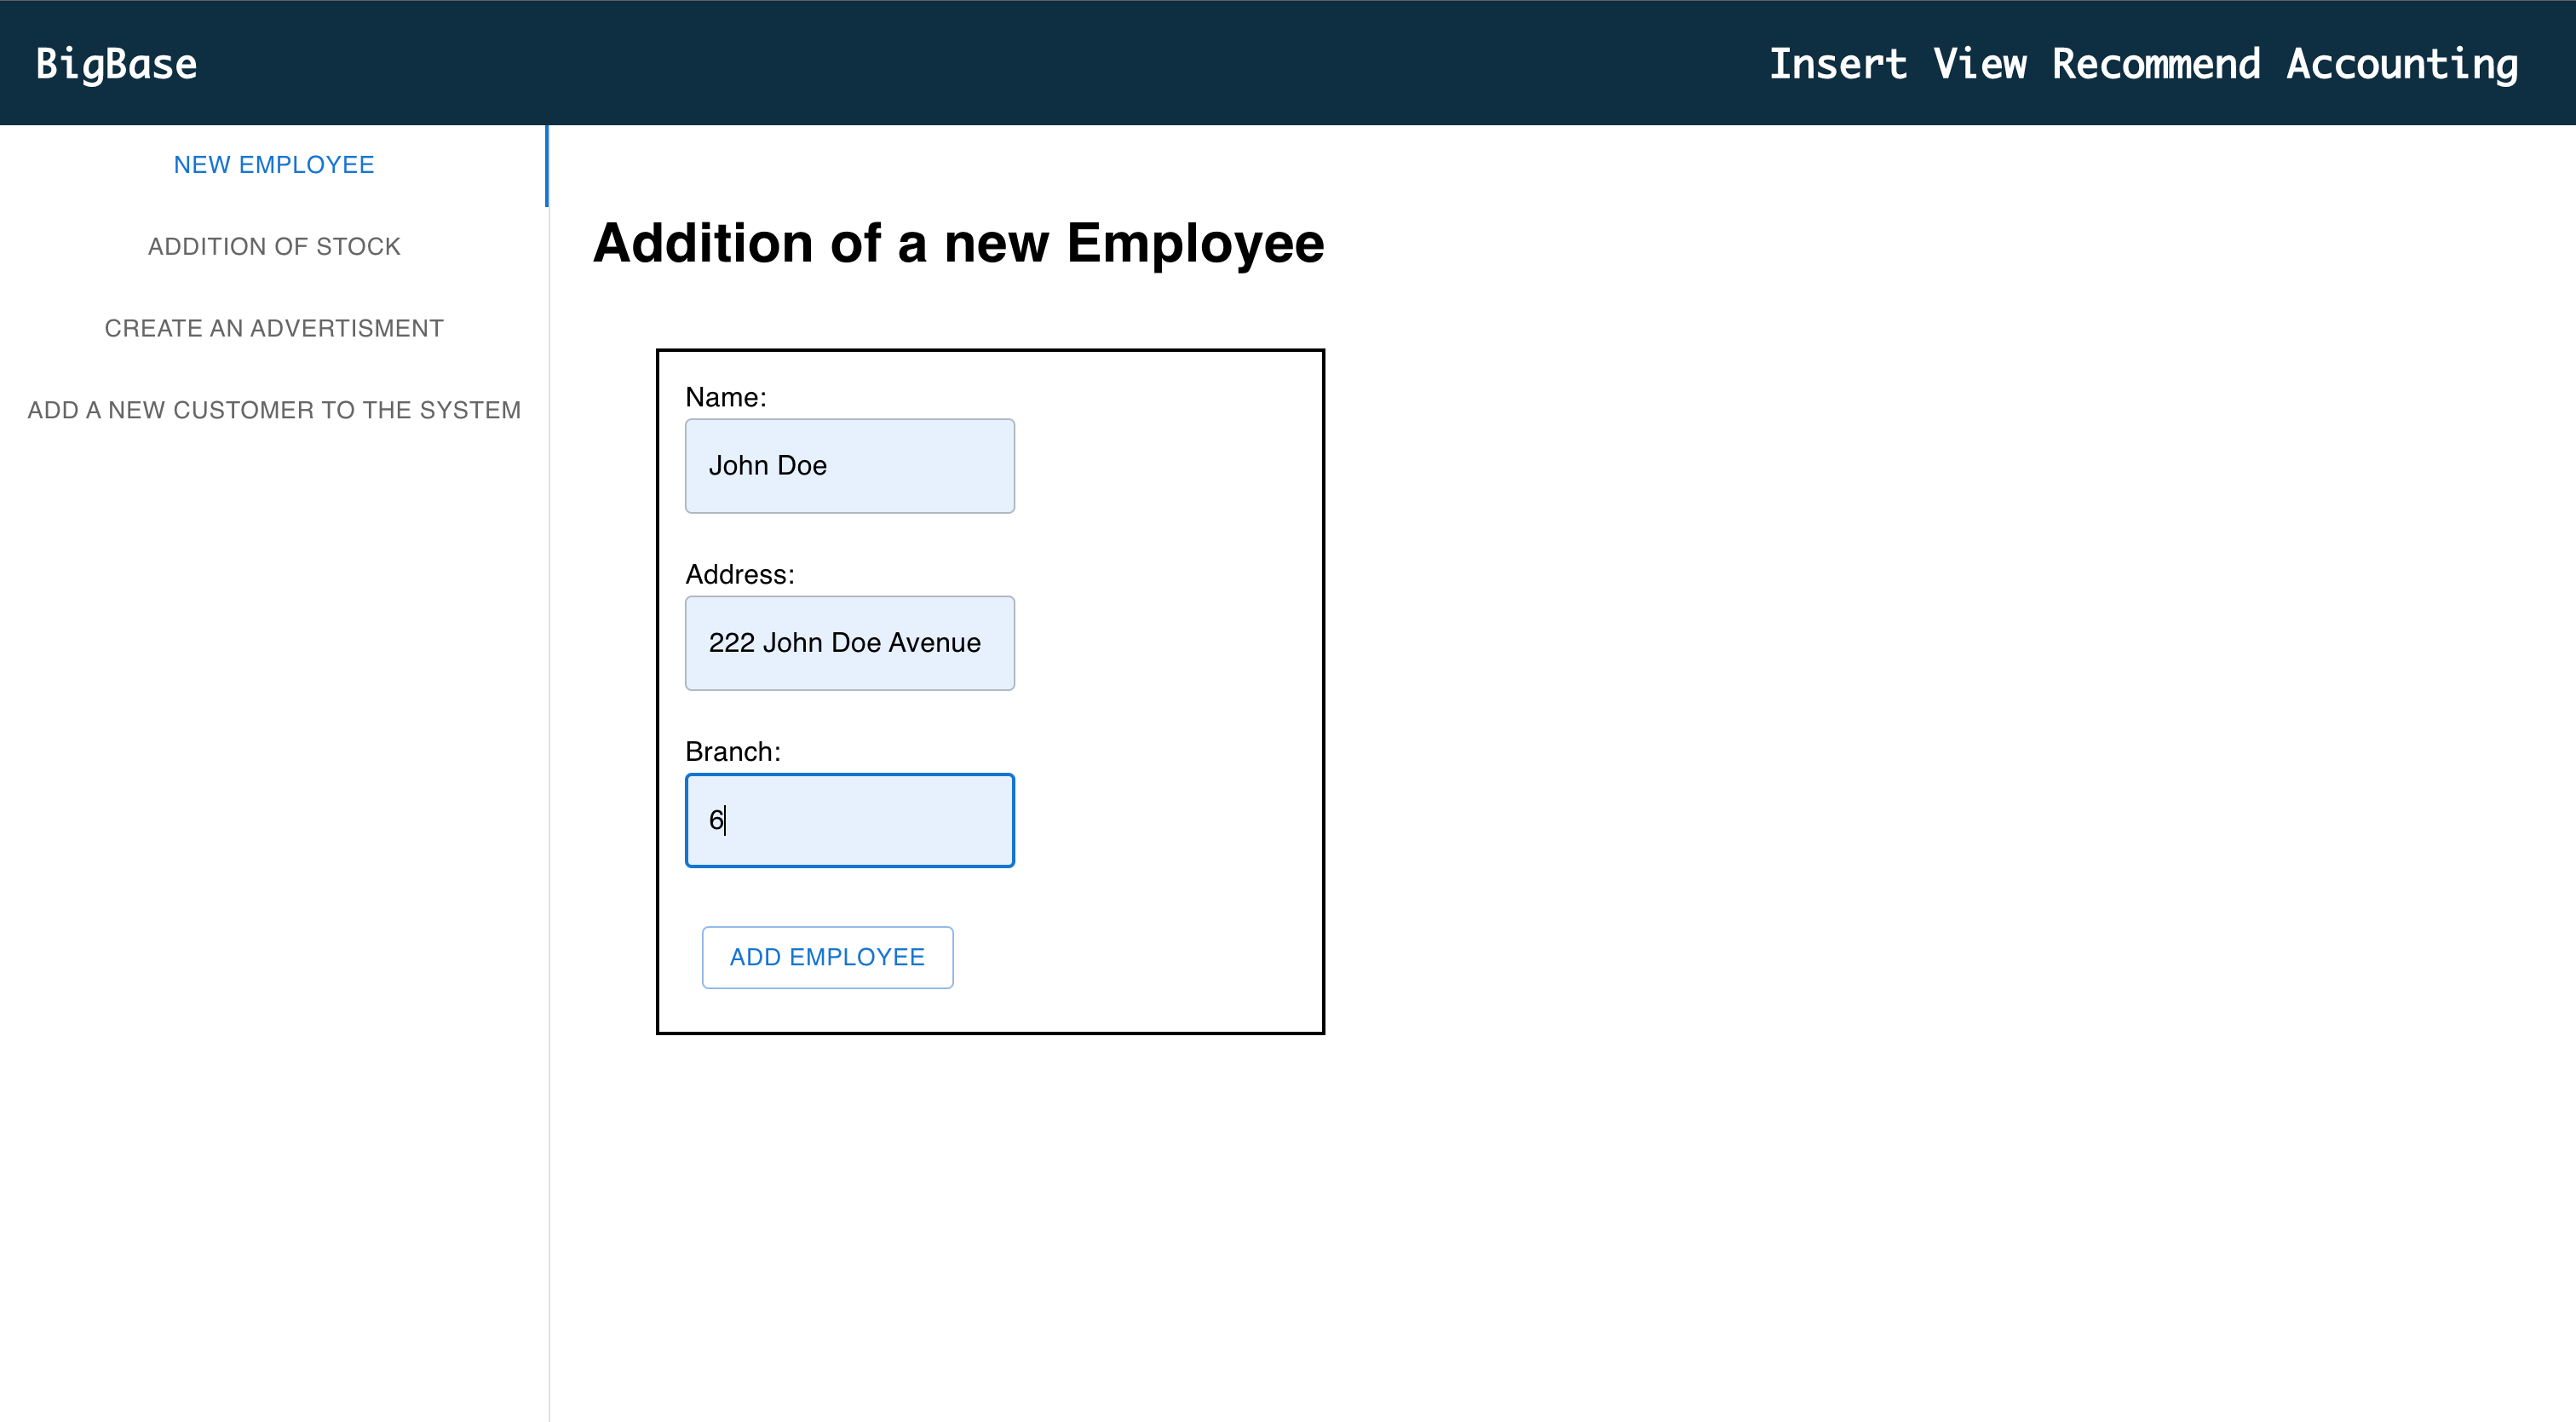 BigBase
Insert View Recommend Accounting
NEW EMPLOYEE
ADDITION OF STOCK
CREATE AN ADVERTISMENT
ADD A NEW CUSTOMER TO THE SYSTEM
Addition of a new Employee
Name:
John Doe
Address:
222 John Doe Avenue
Branch:
6
ADD EMPLOYEE